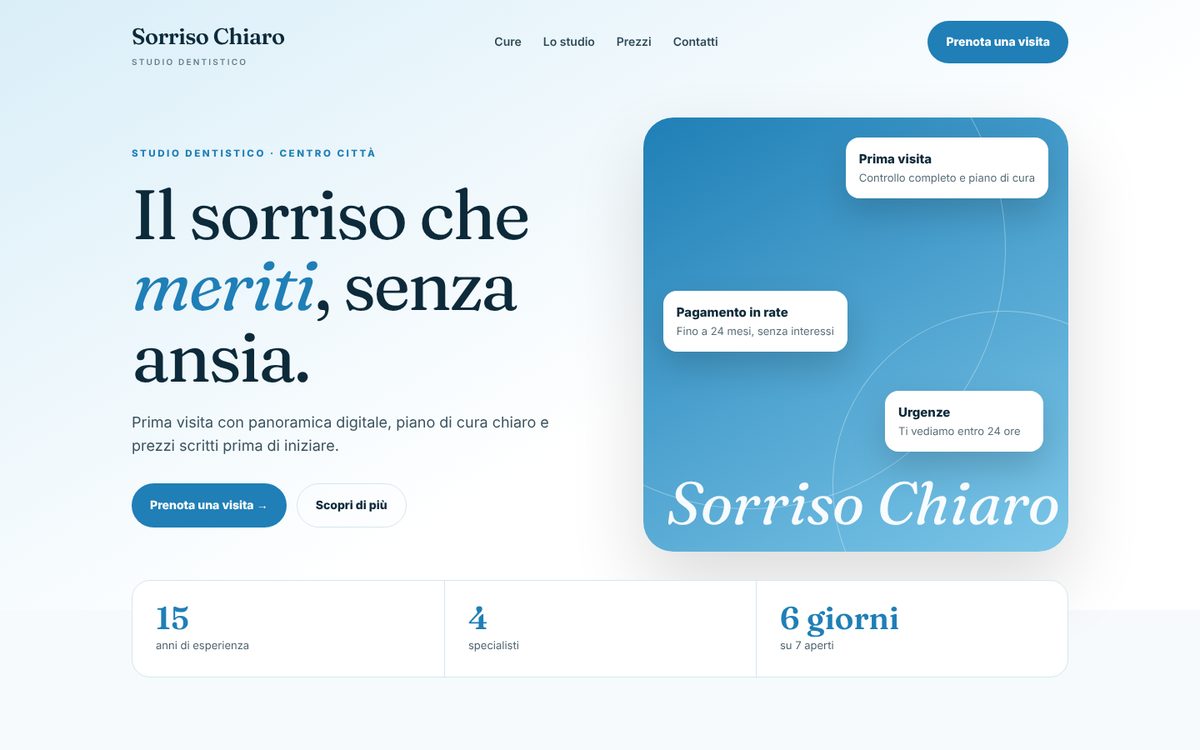 Sorriso Chiaro
STUDIO DENTISTICO
Cure
Lo studio
Prezzi
Contatti
Prenota una visita
STUDIO DENTISTICO · CENTRO CITTÀ
Il sorriso che
meriti, senza
ansia.
Prima visita con panoramica digitale, piano di cura chiaro e
prezzi scritti prima di iniziare.
Prenota una visita →
Scopri di più
Prima visita
Controllo completo e piano di cura
Pagamento in rate
Fino a 24 mesi, senza interessi
Urgenze
Ti vediamo entro 24 ore
Sorriso Chiaro
15
anni di esperienza
4
specialisti
6 giorni
su 7 aperti